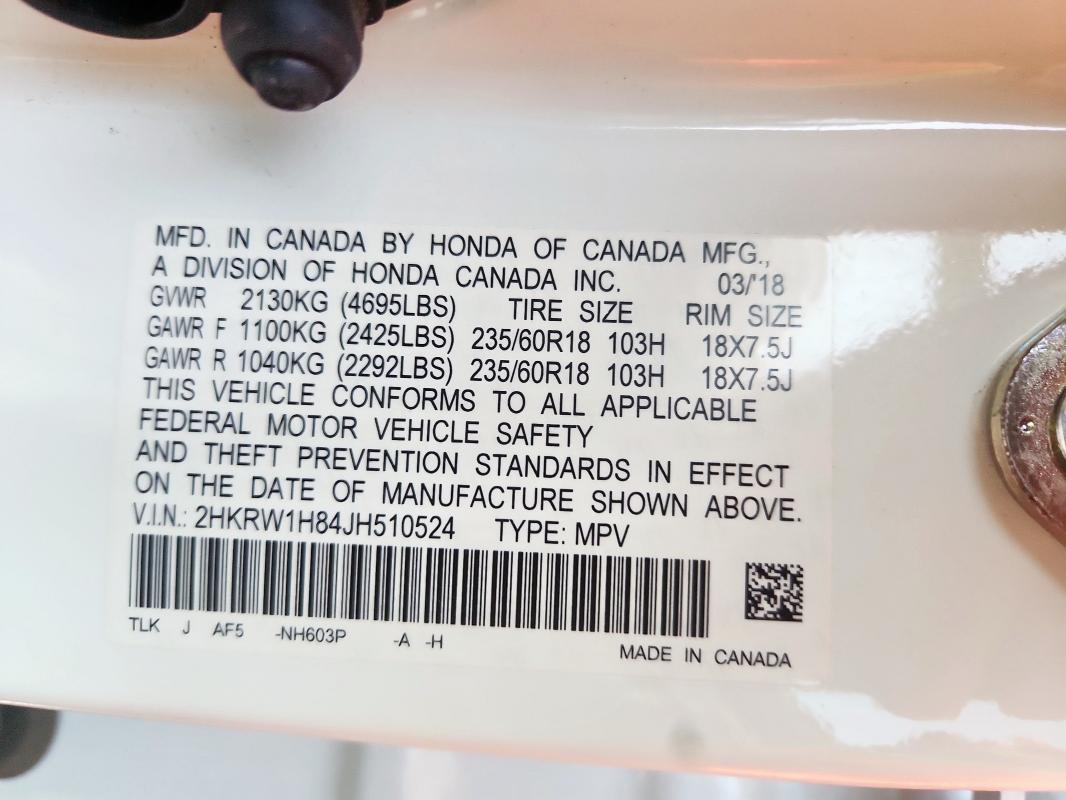 MFD. IN CANADA BY HONDA OF CANADA MFG.,
A DIVISION OF HONDA CANADA INC. 03/'18
GVWR 2130KG (4695LBS) TIRE SIZE RIM SIZE
GAWR F 1100KG (2425LBS) 235/60R18 103H 18X7.5J
GAWR R 1040KG (2292LBS) 235/60R18 103H 18X7.5J
THIS VEHICLE CONFORMS TO ALL APPLICABLE
FEDERAL MOTOR VEHICLE SAFETY
AND THEFT PREVENTION STANDARDS IN EFFECT
ON THE DATE OF MANUFACTURE SHOWN ABOVE.
V.I.N.: 2HKRW1H84JH510524 TYPE: MPV
TLK J AF5 -NH603P -A -H
MADE IN CANADA